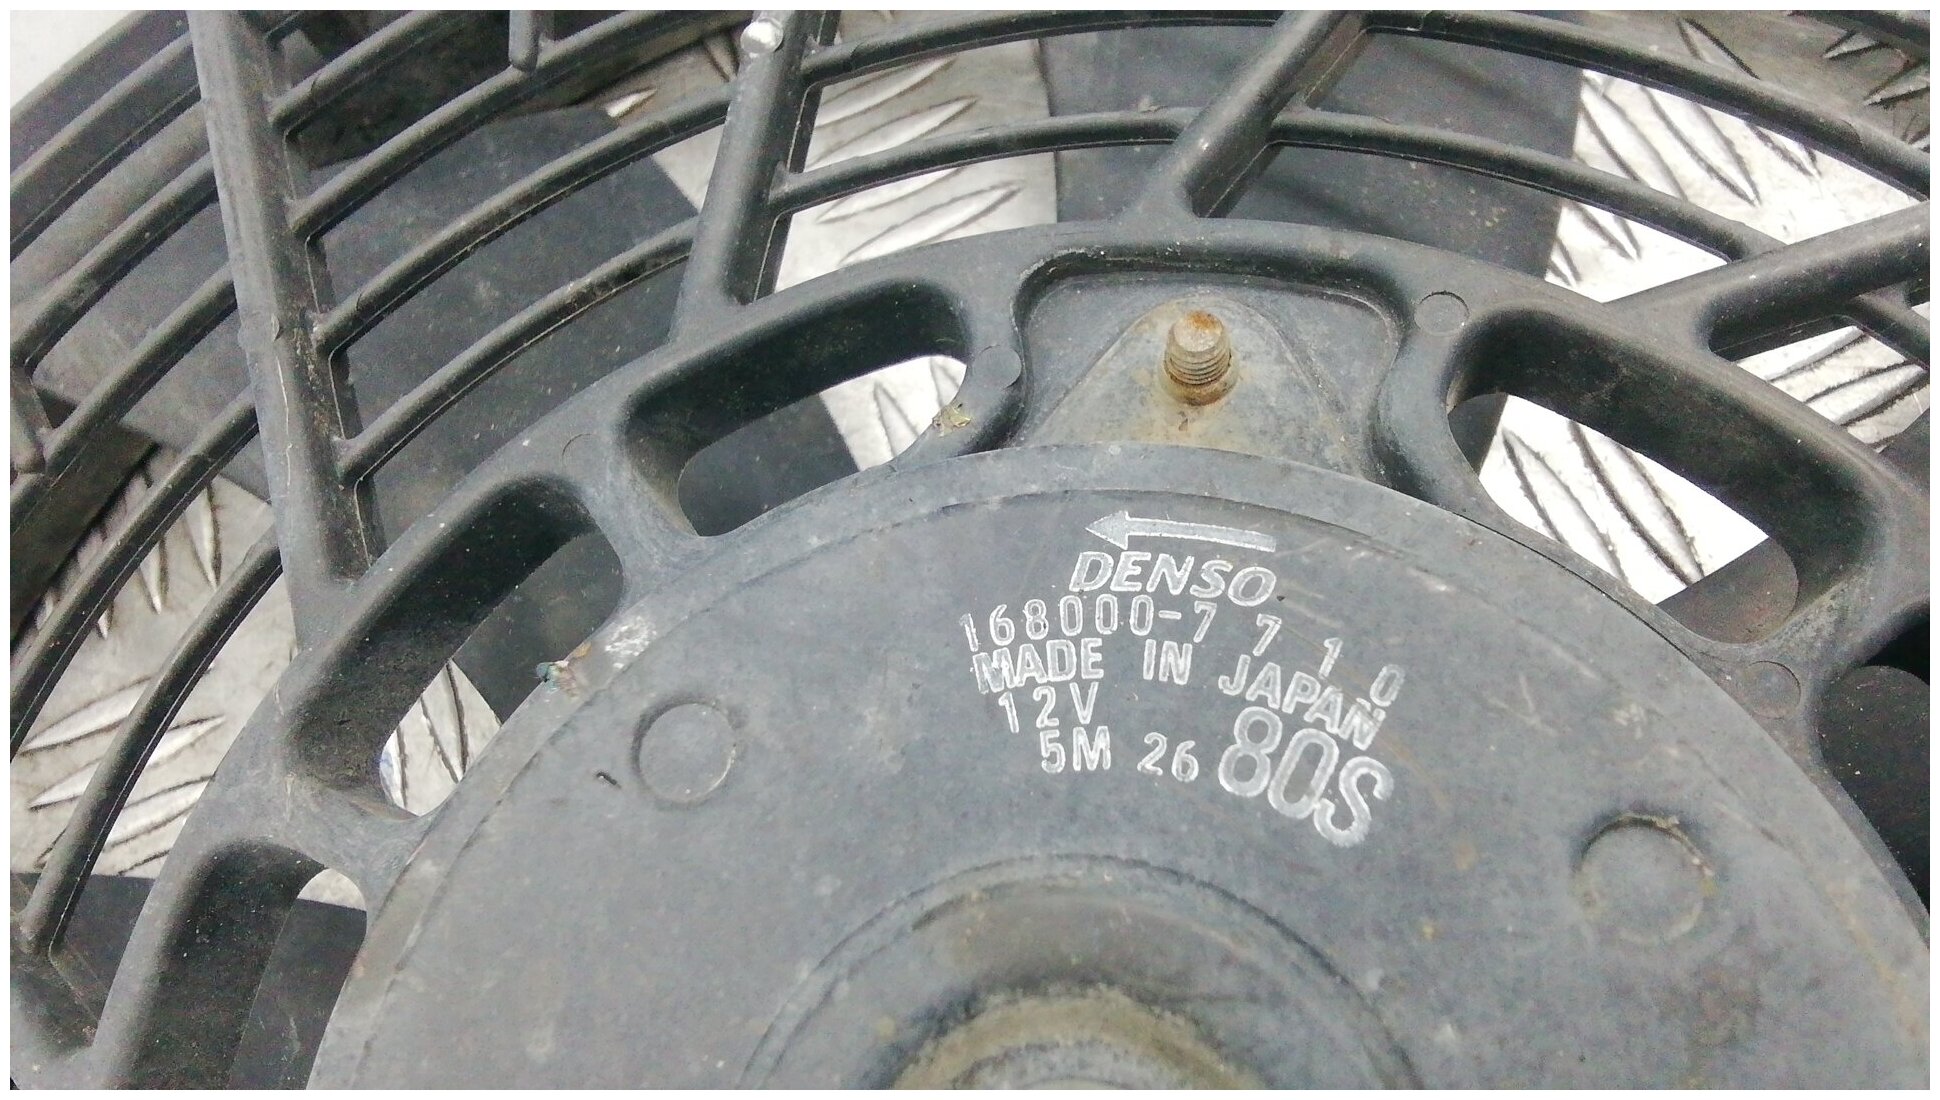 DENSO
168000-7710
MADE IN JAPAN
12V
5M 26 80S